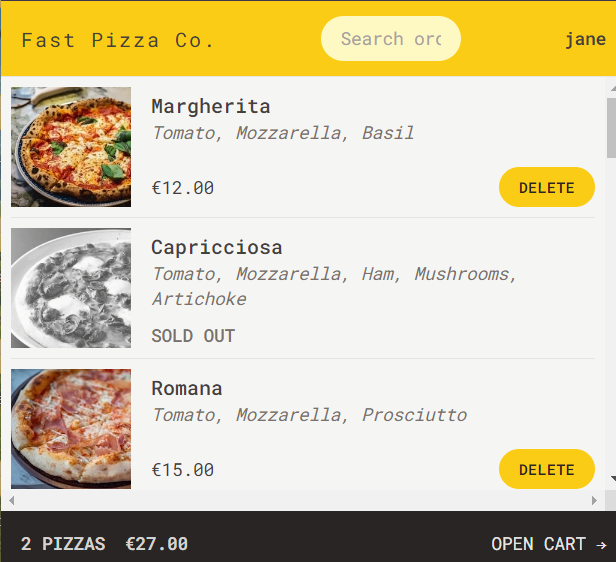 Fast Pizza Co.
Search orc
jane
Margherita
Tomato, Mozzarella, Basil
€12.00
DELETE
Capricciosa
Tomato, Mozzarella, Ham, Mushrooms,
Artichoke
SOLD OUT
Romana
Tomato, Mozzarella, Prosciutto
€15.00
DELETE
2 PIZZAS €27.00
OPEN CART →